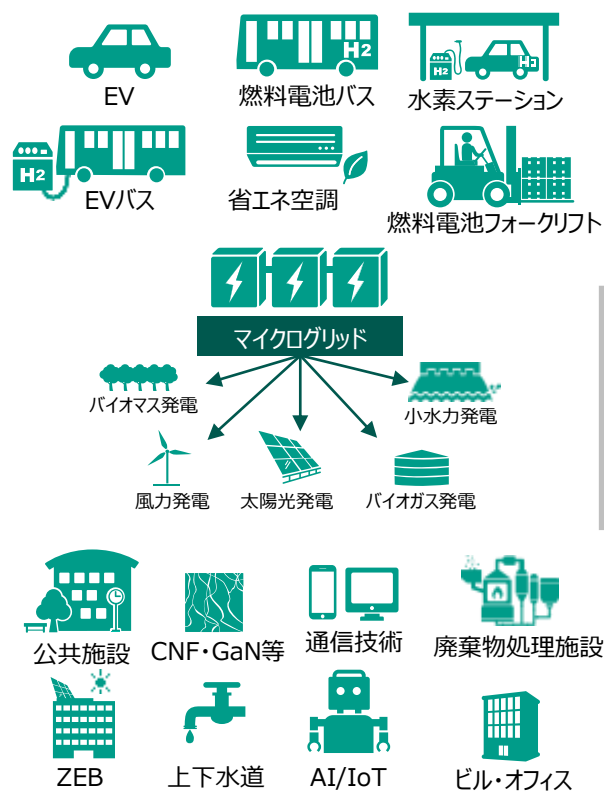 H2
H2
H2
EV
燃料電池バス
水素ステーション
H2
EVバス
省エネ空調
燃料電池フォークリフト
マイクログリッド
バイオマス発電
小水力発電
風力発電
太陽光発電
バイオガス発電
公共施設
CNF・GaN等
通信技術
廃棄物処理施設
ZEB
上下水道
AI/IoT
ビル・オフィス